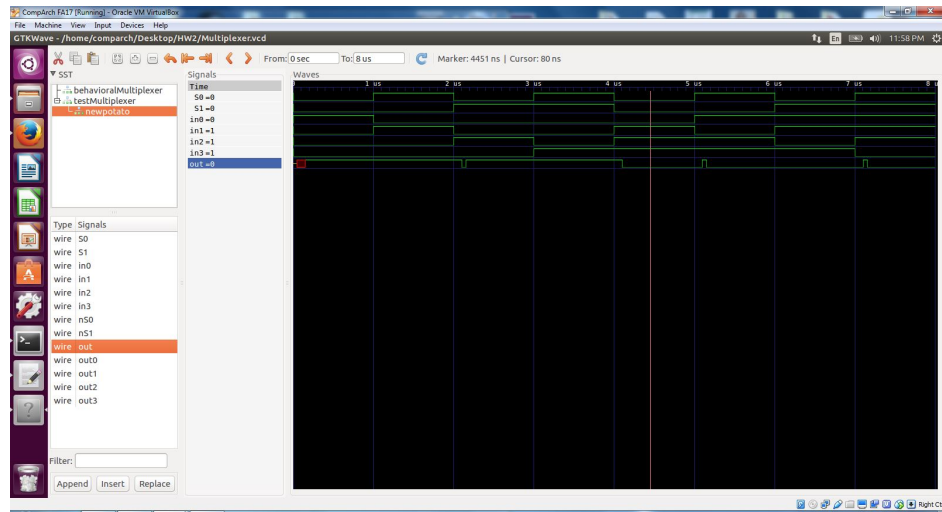 CompArch FA17 [Running] - Oracle VM VirtualBox
File Machine View Input Devices Help
GTKWave - /home/comparch/Desktop/HW2/Multiplexer.vcd
En 11:58 PM
From: 0 sec To: 8 us Marker: 4451 ns | Cursor: 80 ns
SST
behavioralMultiplexer
testMultiplexer
newpotato
Signals
Time
S0=0
S1=0
in0=0
in1=1
in2=1
in3=1
out=0
Waves
0 1 us 2 us 3 us 4 us 5 us 6 us 7 us 8 u
Type Signals
wire S0
wire S1
wire in0
wire in1
wire in2
wire in3
wire nS0
wire nS1
wire out
wire out0
wire out1
wire out2
wire out3
Filter:
Append Insert Replace
Right Ct